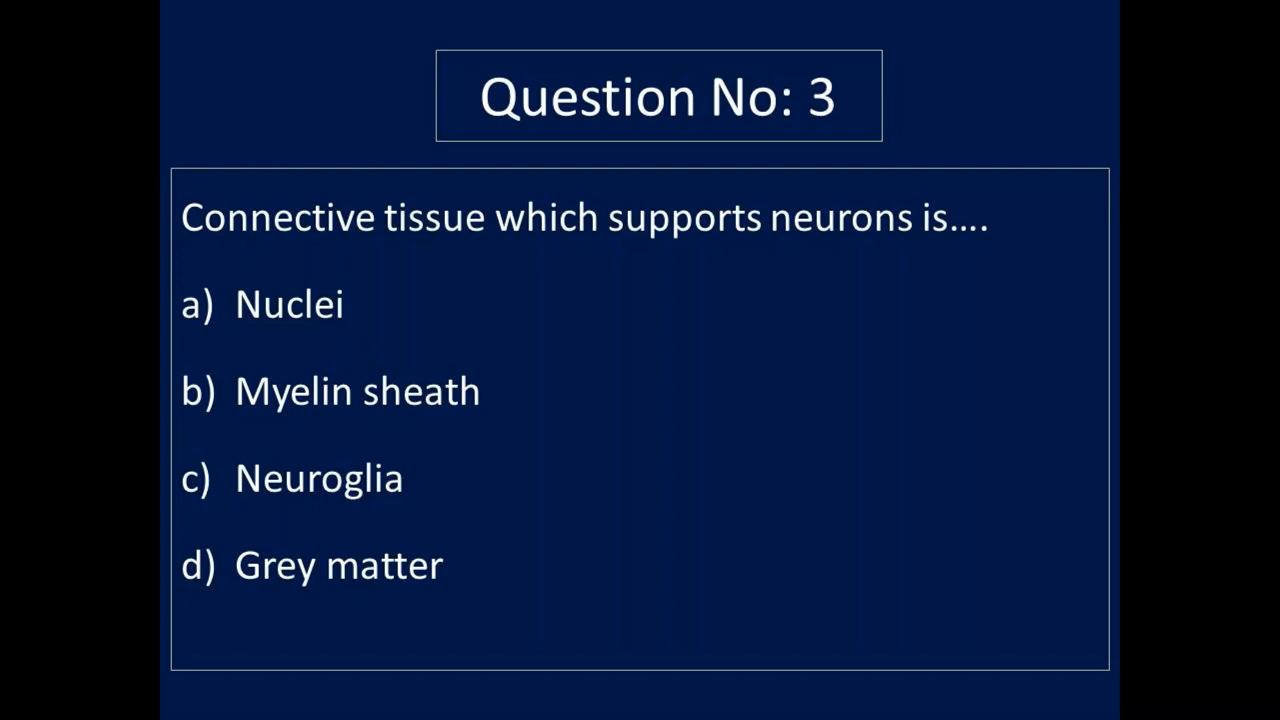 Question No: 3
Connective tissue which supports neurons is....
a) Nuclei
b) Myelin sheath
c) Neuroglia
d) Grey matter